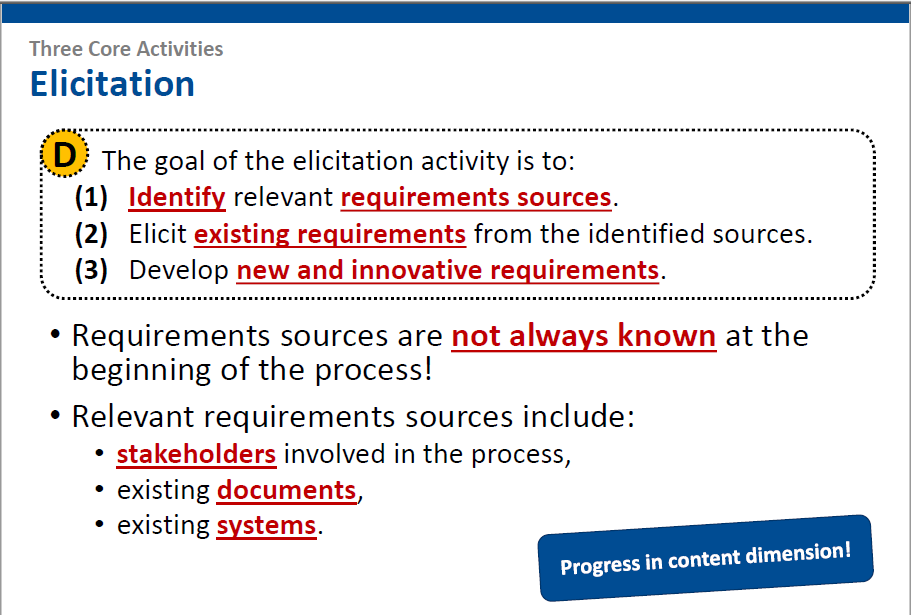 Three Core Activities
Elicitation
D
The goal of the elicitation activity is to:
(1) Identify relevant requirements sources.
(2) Elicit existing requirements from the identified sources.
(3) Develop new and innovative requirements.
• Requirements sources are not always known at the
beginning of the process!
• Relevant requirements sources include:
• stakeholders involved in the process,
• existing documents,
• existing systems.
Progress in content dimension!